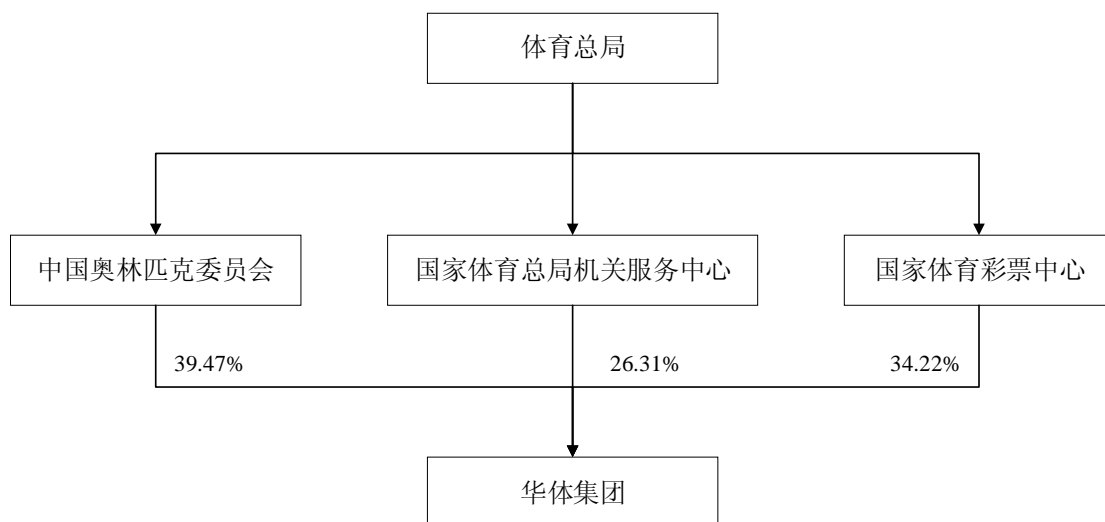 体育总局
中国奥林匹克委员会
国家体育总局机关服务中心
国家体育彩票中心
39.47%
26.31%
34.22%
华体集团